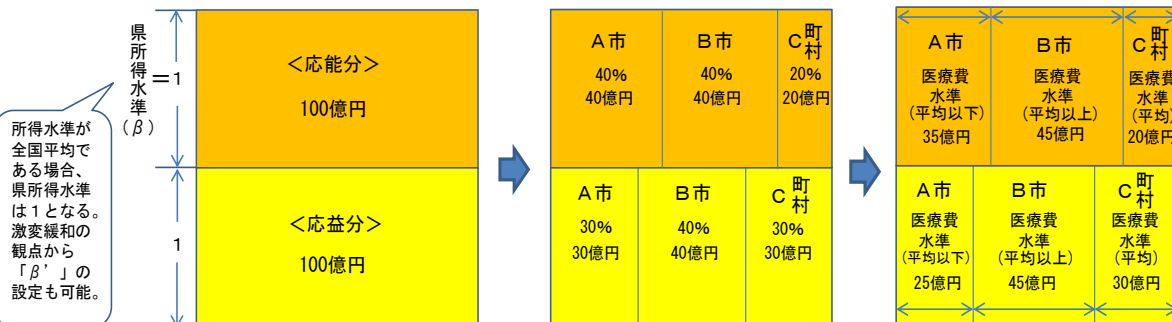 県所得水準(β)
＝1
1
所得水準が
全国平均で
ある場合、
県所得水準
は１となる。
激変緩和の
観点から
「β’」の
設定も可能。
＜応能分＞
100億円
＜応益分＞
100億円
A市
40%
40億円
B市
40%
40億円
C町村
20%
20億円
A市
30%
30億円
B市
40%
40億円
C町村
30%
30億円
A市
医療費
水準
(平均以下)
35億円
B市
医療費
水準
(平均以上)
45億円
C町村
医療費
水準
(平均)
20億円
A市
医療費
水準
(平均以下)
25億円
B市
医療費
水準
(平均以上)
45億円
C町村
医療費
水準
(平均)
30億円